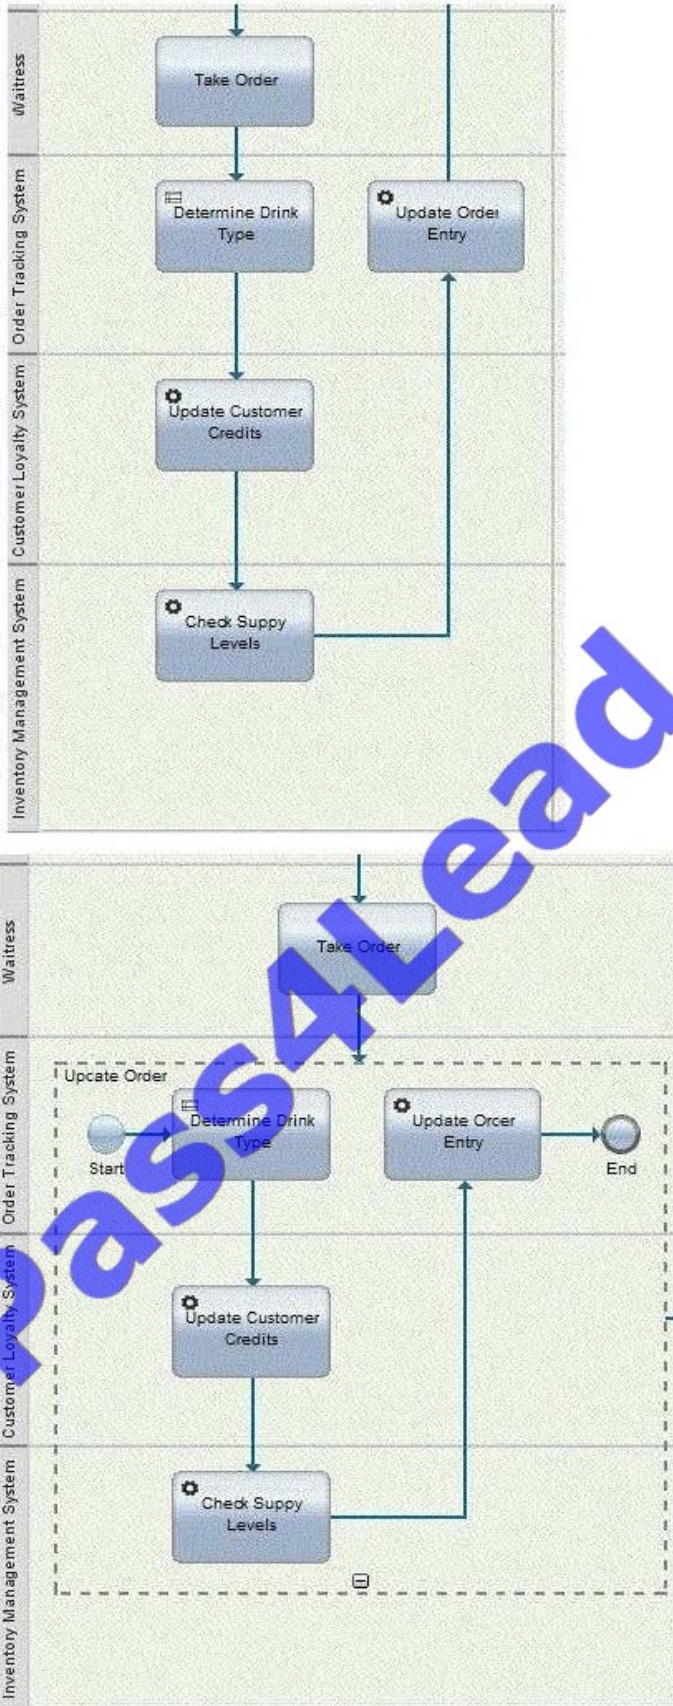 Waitress
Take Order
Order Tracking System
Determine Drink
Type
Update Order
Entry
Customer Loyalty System
Update Customer
Credits
Inventory Management System
Check Suppy
Levels
Waitress
Take Order
Order Tracking System
Upcate Order
Start
Determine Drink
Type
Update Orcer
Entry
End
Customer Loyalty System
Update Customer
Credits
Inventory Management System
Check Suppy
Levels
Pass4Lead